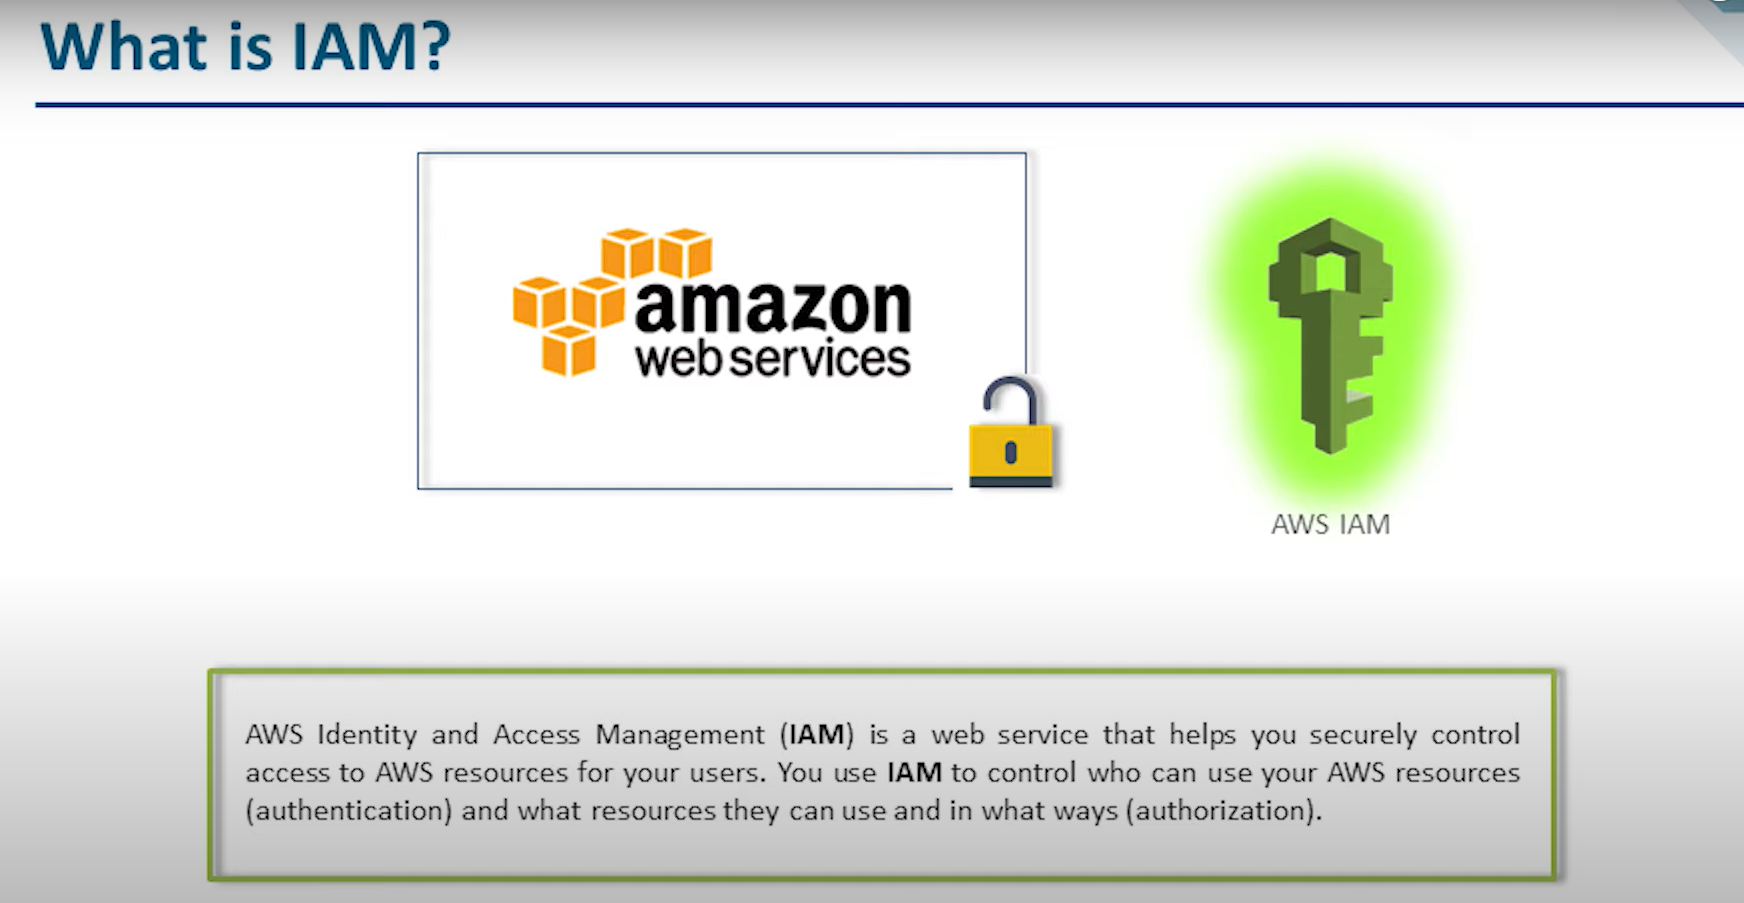 What is IAM?
amazon
web services
AWS IAM
AWS Identity and Access Management (IAM) is a web service that helps you securely control
access to AWS resources for your users. You use IAM to control who can use your AWS resources
(authentication) and what resources they can use and in what ways (authorization).